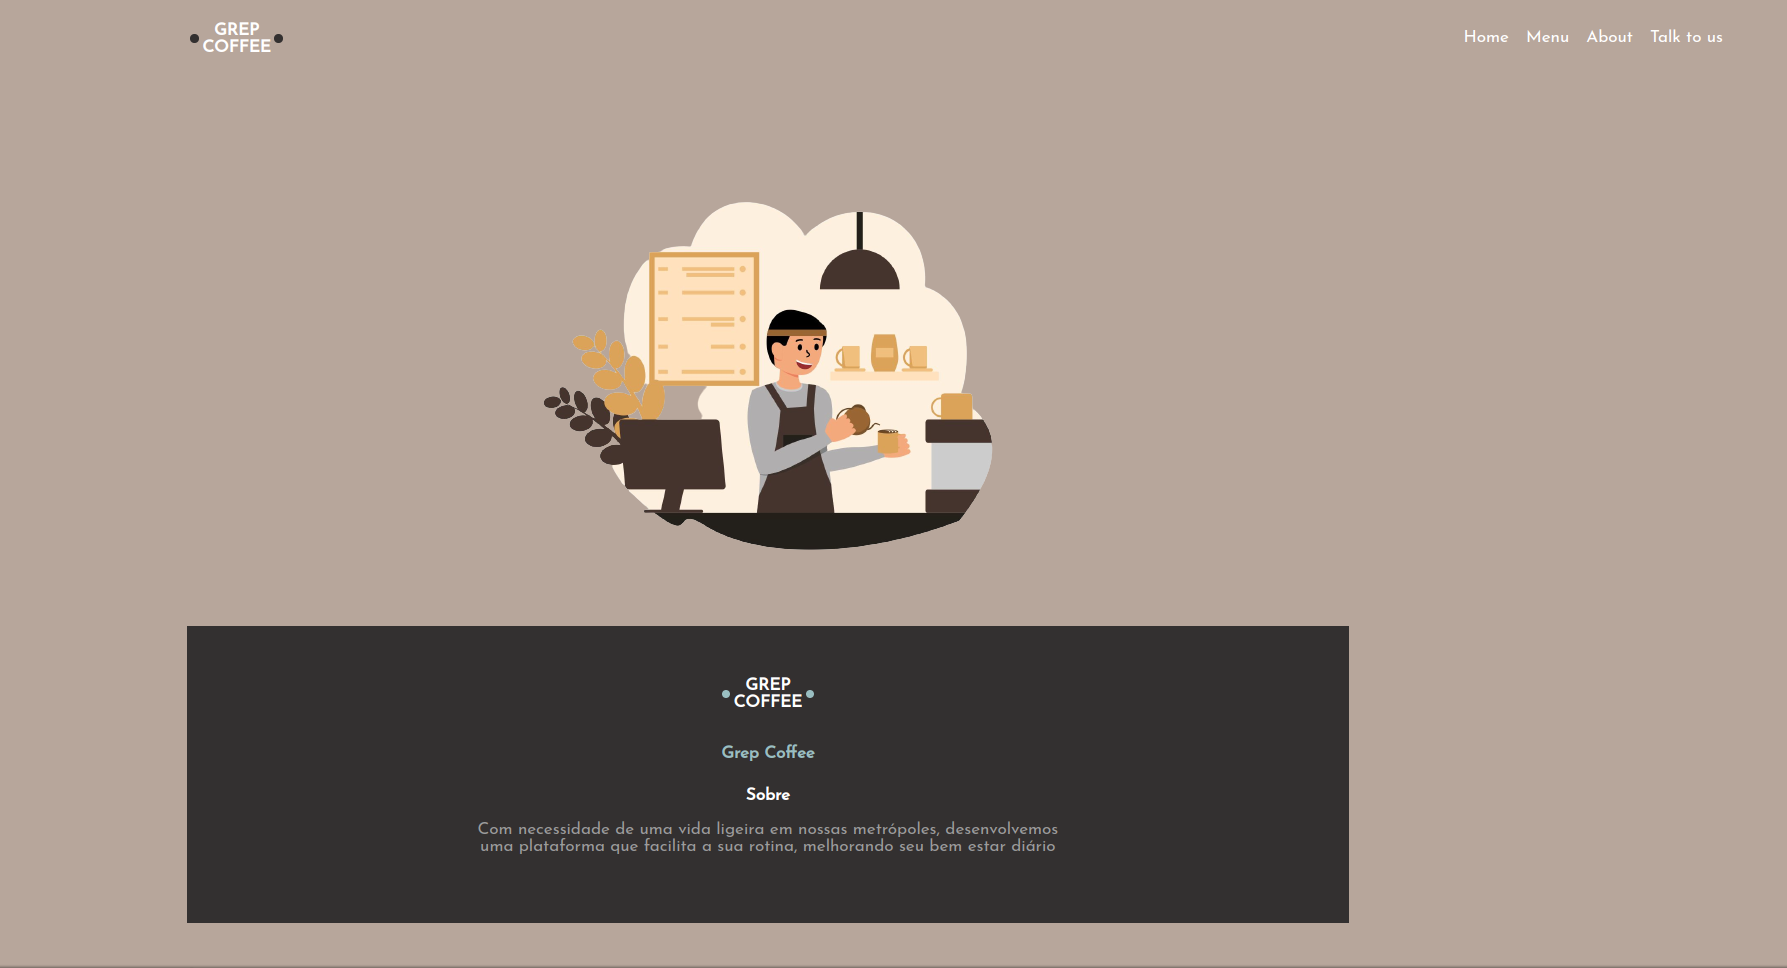 GREP
COFFEE
Home Menu About Talk to us
GREP
COFFEE
Grep Coffee
Sobre
Com necessidade de uma vida ligeira em nossas metrópoles, desenvolvemos
uma plataforma que facilita a sua rotina, melhorando seu bem estar diário